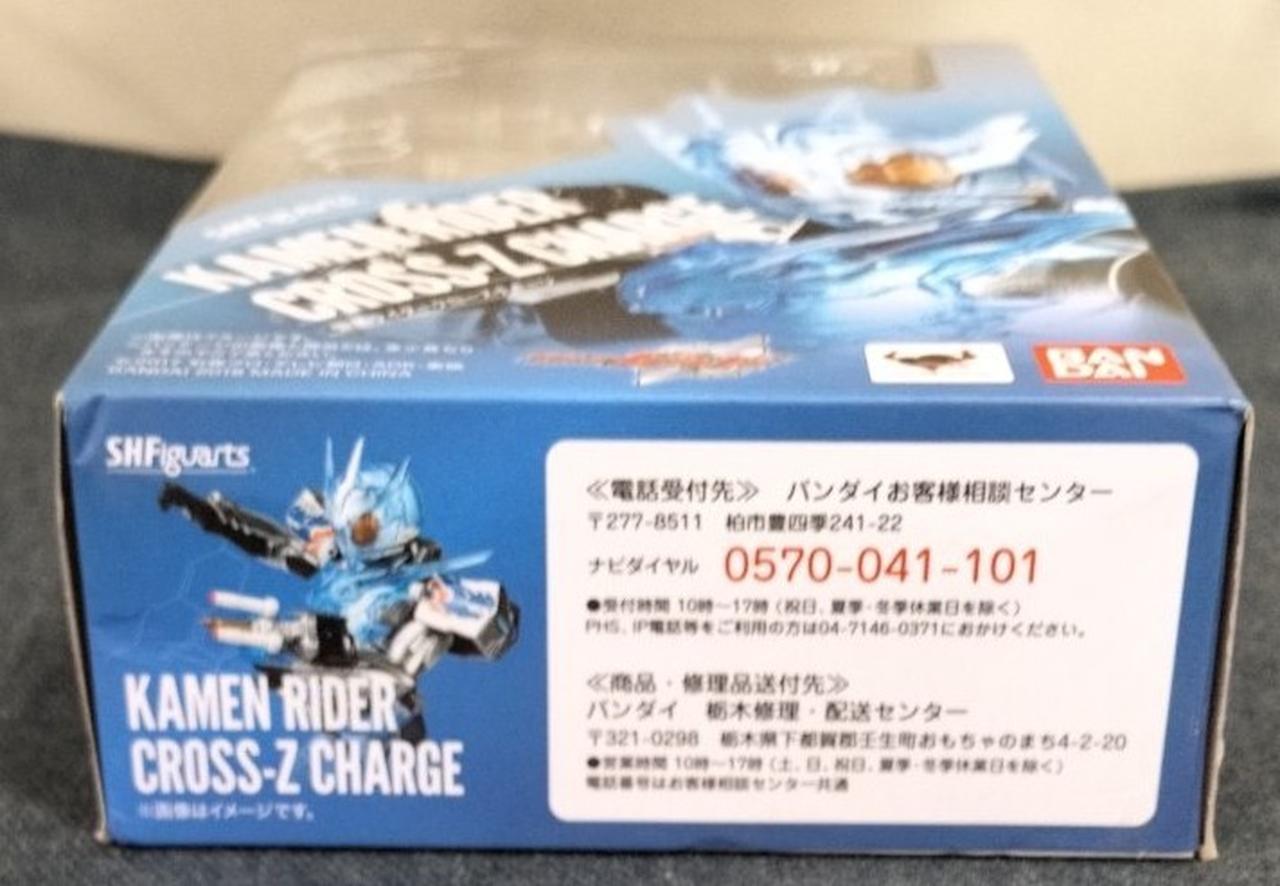 KAMEN RIDER
CROSS-Z CHARGE
BANDAI 2018 MADE IN CHINA
BAN
DAI
S.H.Figuarts
KAMEN RIDER
CROSS-Z CHARGE
※画像はイメージです。
≪電話受付先≫ バンダイお客様相談センター
〒277-8511 柏市豊四季241-22
ナビダイヤル 0570-041-101
●受付時間 10時〜17時(祝日、夏季・冬季休業日を除く)
PHS、IP電話等をご利用の方は04-7146-0371におかけください。
≪商品・修理品送付先≫
バンダイ 栃木修理・配送センター
〒321-0298 栃木県下都賀郡壬生町おもちゃのまち4-2-20
●営業時間 10時〜17時(土、日、祝日、夏季・冬季休業日を除く)
電話番号はお客様相談センター共通